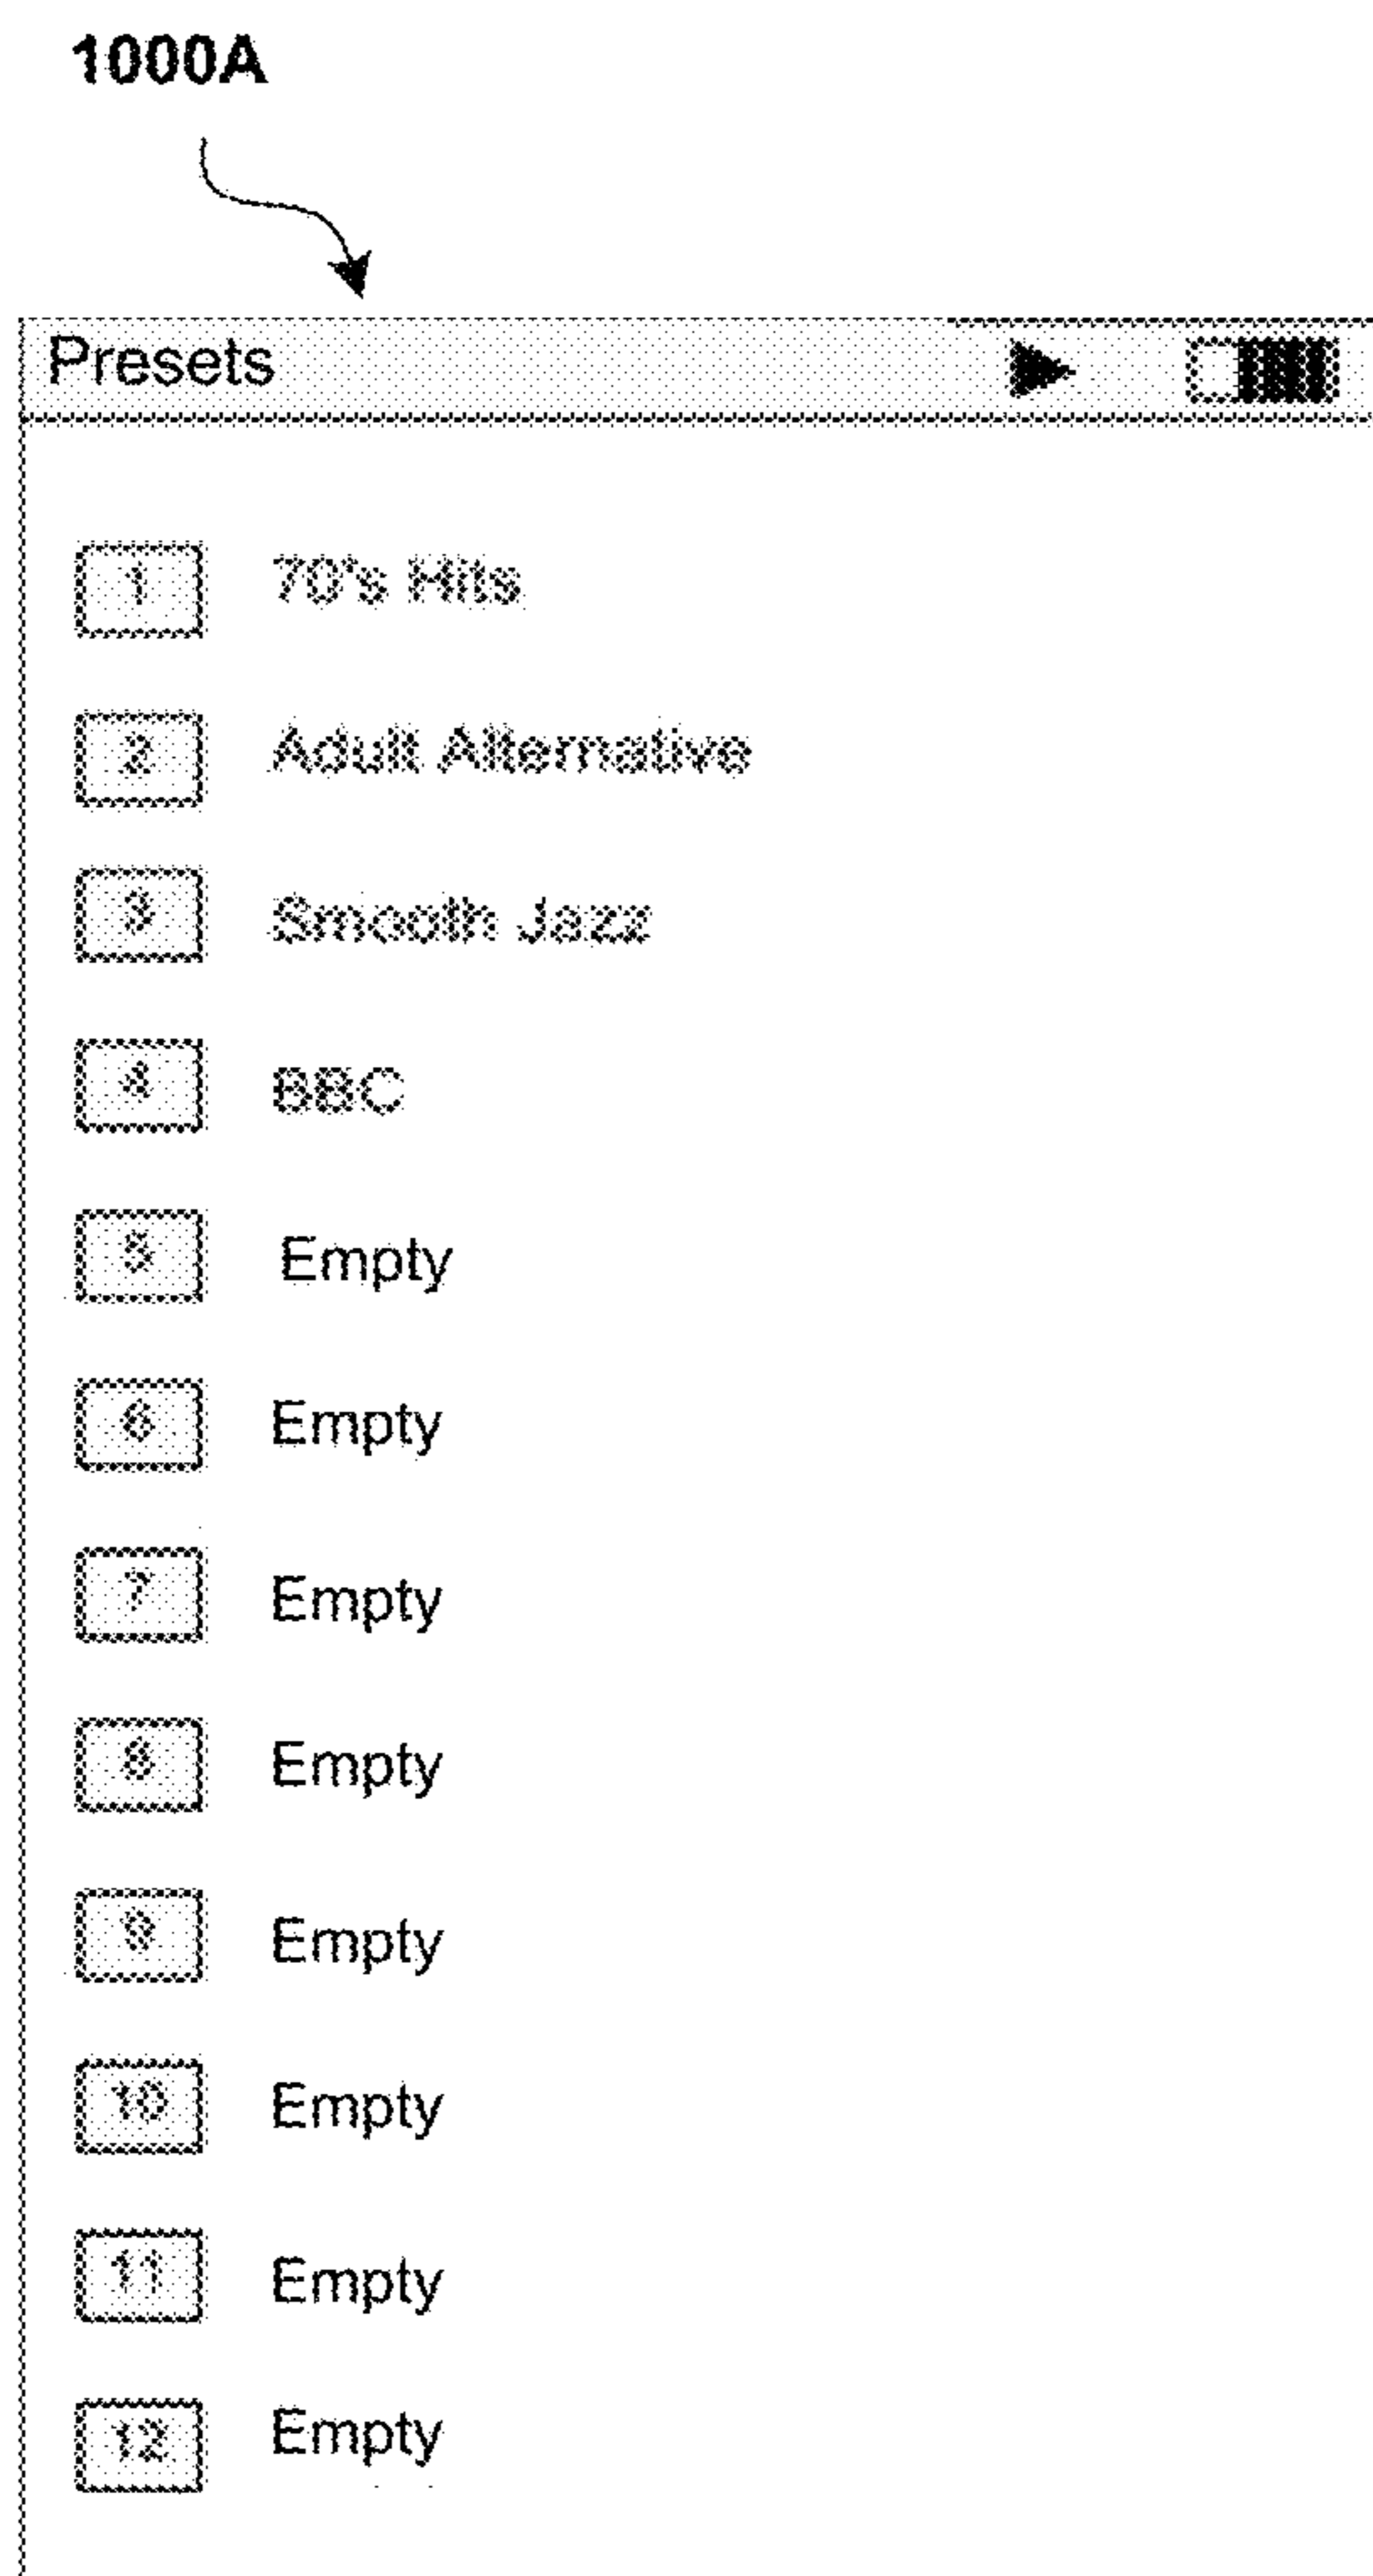 1000A
Presets
1 70's Hits
2 Adult Alternative
3 Smooth Jazz
4 BBC
5 Empty
6 Empty
7 Empty
8 Empty
9 Empty
10 Empty
11 Empty
12 Empty